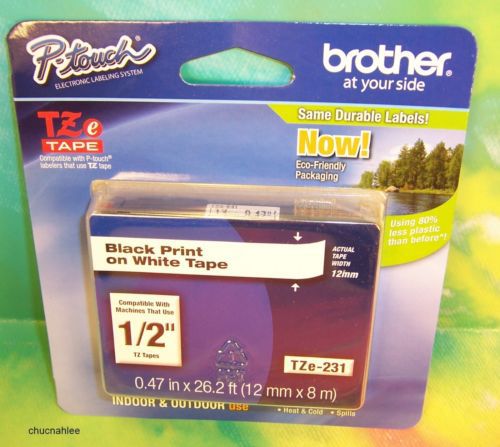 P-touch
ELECTRONIC LABELING SYSTEM
brother
at your side
TZe
TAPE
Compatible with P-touch
labelers that use TZ tape
Same Durable Labels!
Now!
Eco-Friendly
Packaging
Using 80%
less plastic
than before*!
Black Print
on White Tape
ACTUAL
TAPE
WIDTH
12mm
Compatible With
Machines That Use
1/2"
TZ Tapes
TZe-231
0.47 in x 26.2 ft (12 mm x 8 m)
INDOOR & OUTDOOR use
• Heat & Cold • Spills
chucnahlee